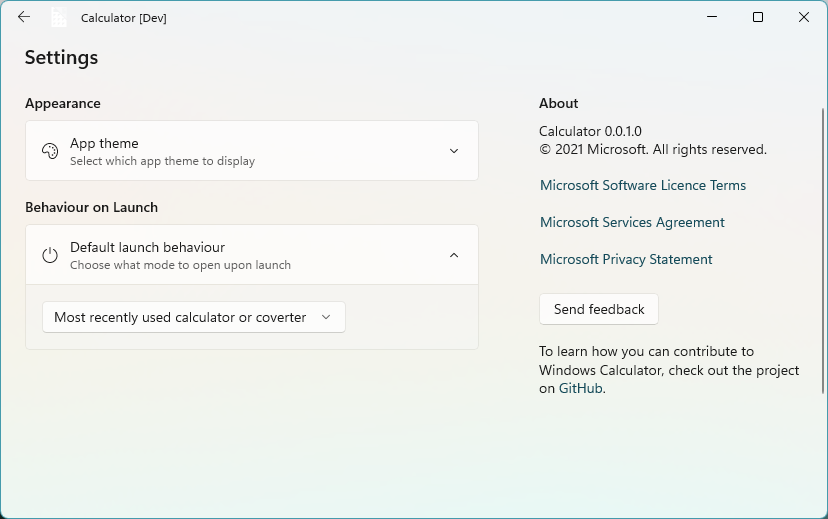 Calculator [Dev]
Settings
Appearance
App theme
Select which app theme to display
Behaviour on Launch
Default launch behaviour
Choose what mode to open upon launch
Most recently used calculator or coverter
About
Calculator 0.0.1.0
© 2021 Microsoft. All rights reserved.
Microsoft Software Licence Terms
Microsoft Services Agreement
Microsoft Privacy Statement
Send feedback
To learn how you can contribute to
Windows Calculator, check out the project
on GitHub.